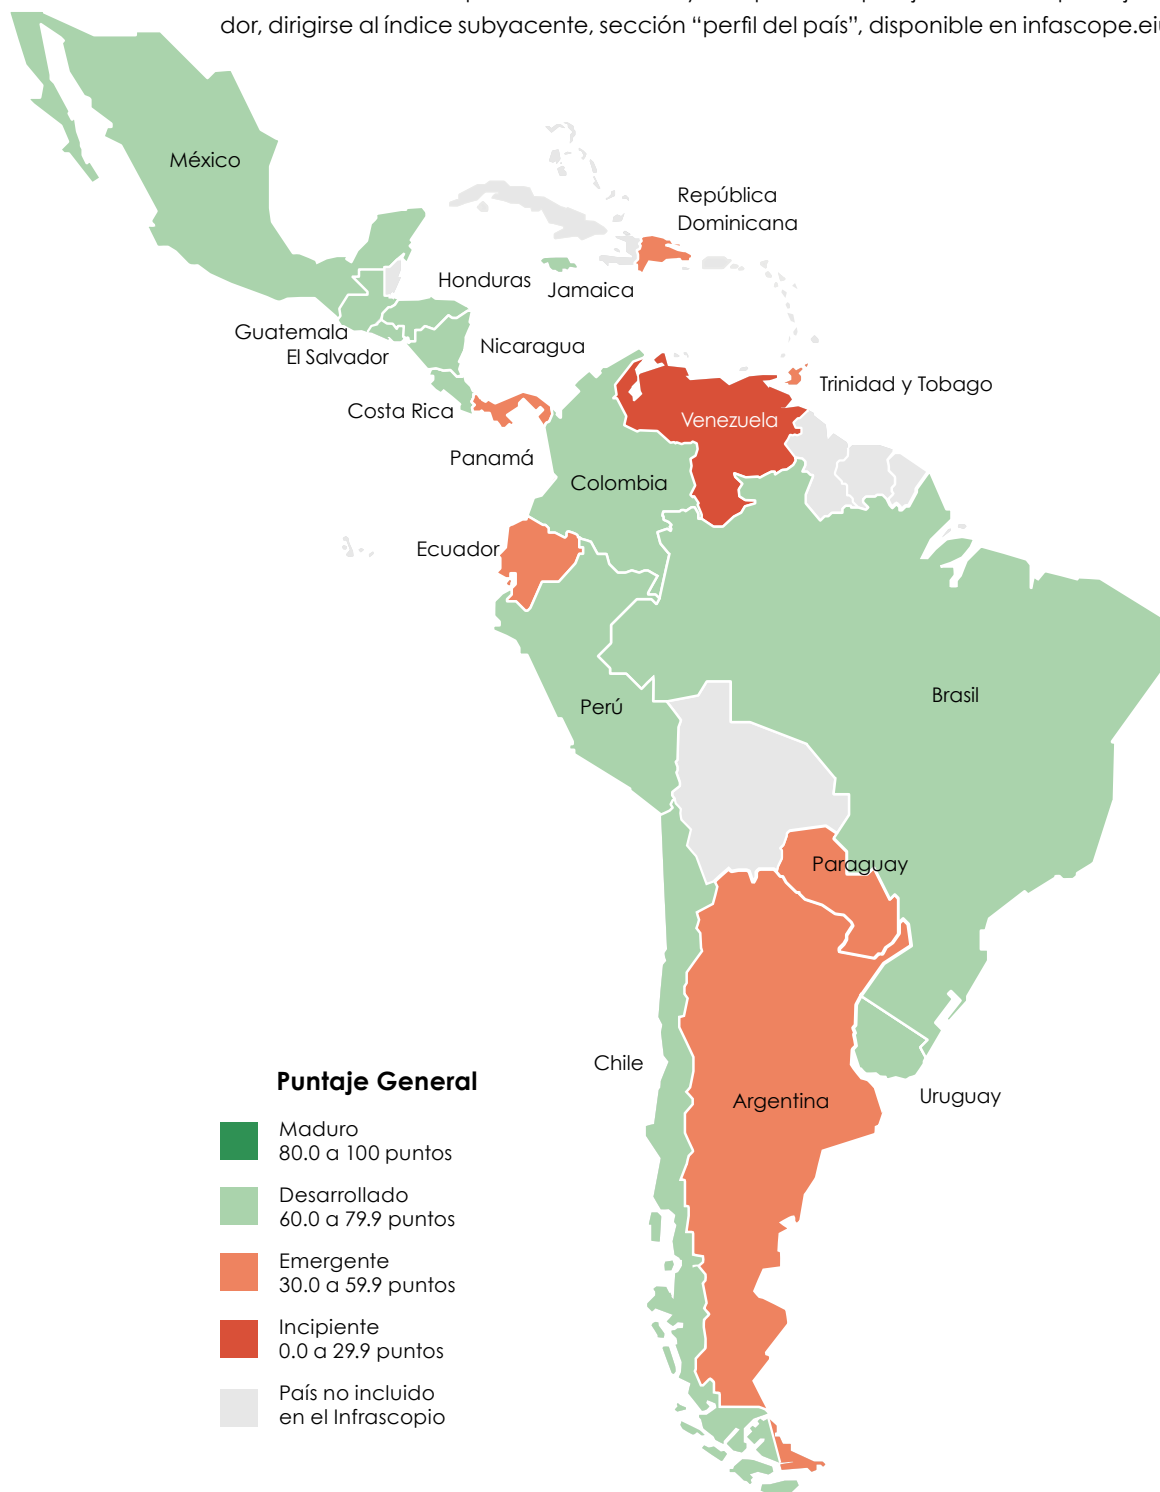 dor, dirigirse al índice subyacente, sección “perfil del país”, disponible en infascope.eiu
México
República
Dominicana
Honduras
Jamaica
Guatemala
El Salvador
Nicaragua
Trinidad y Tobago
Costa Rica
Venezuela
Panamá
Colombia
Ecuador
Brasil
Perú
Paraguay
Chile
Argentina
Uruguay
Puntaje General
Maduro
80.0 a 100 puntos
Desarrollado
60.0 a 79.9 puntos
Emergente
30.0 a 59.9 puntos
Incipiente
0.0 a 29.9 puntos
País no incluido
en el Infrascopio